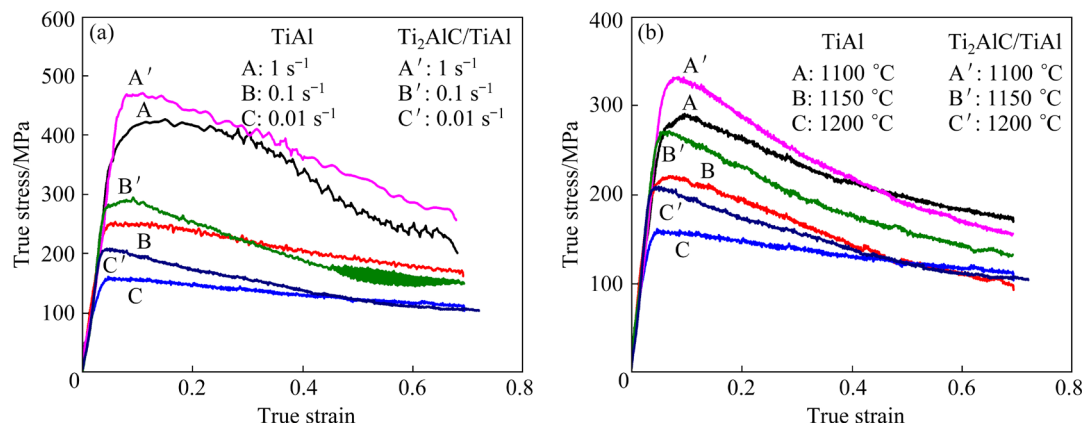 (a)
TiAl Ti₂AlC/TiAl
A: 1 s⁻¹ A′: 1 s⁻¹
B: 0.1 s⁻¹ B′: 0.1 s⁻¹
C: 0.01 s⁻¹ C′: 0.01 s⁻¹
A′
A
B′
B
C′
C
True stress/MPa
600
500
400
300
200
100
0
0.2 0.4 0.6 0.8
True strain
(b)
TiAl Ti₂AlC/TiAl
A: 1100 °C A′: 1100 °C
B: 1150 °C B′: 1150 °C
C: 1200 °C C′: 1200 °C
A′
A
B′
B
C′
C
True stress/MPa
400
300
200
100
0
0.2 0.4 0.6 0.8
True strain